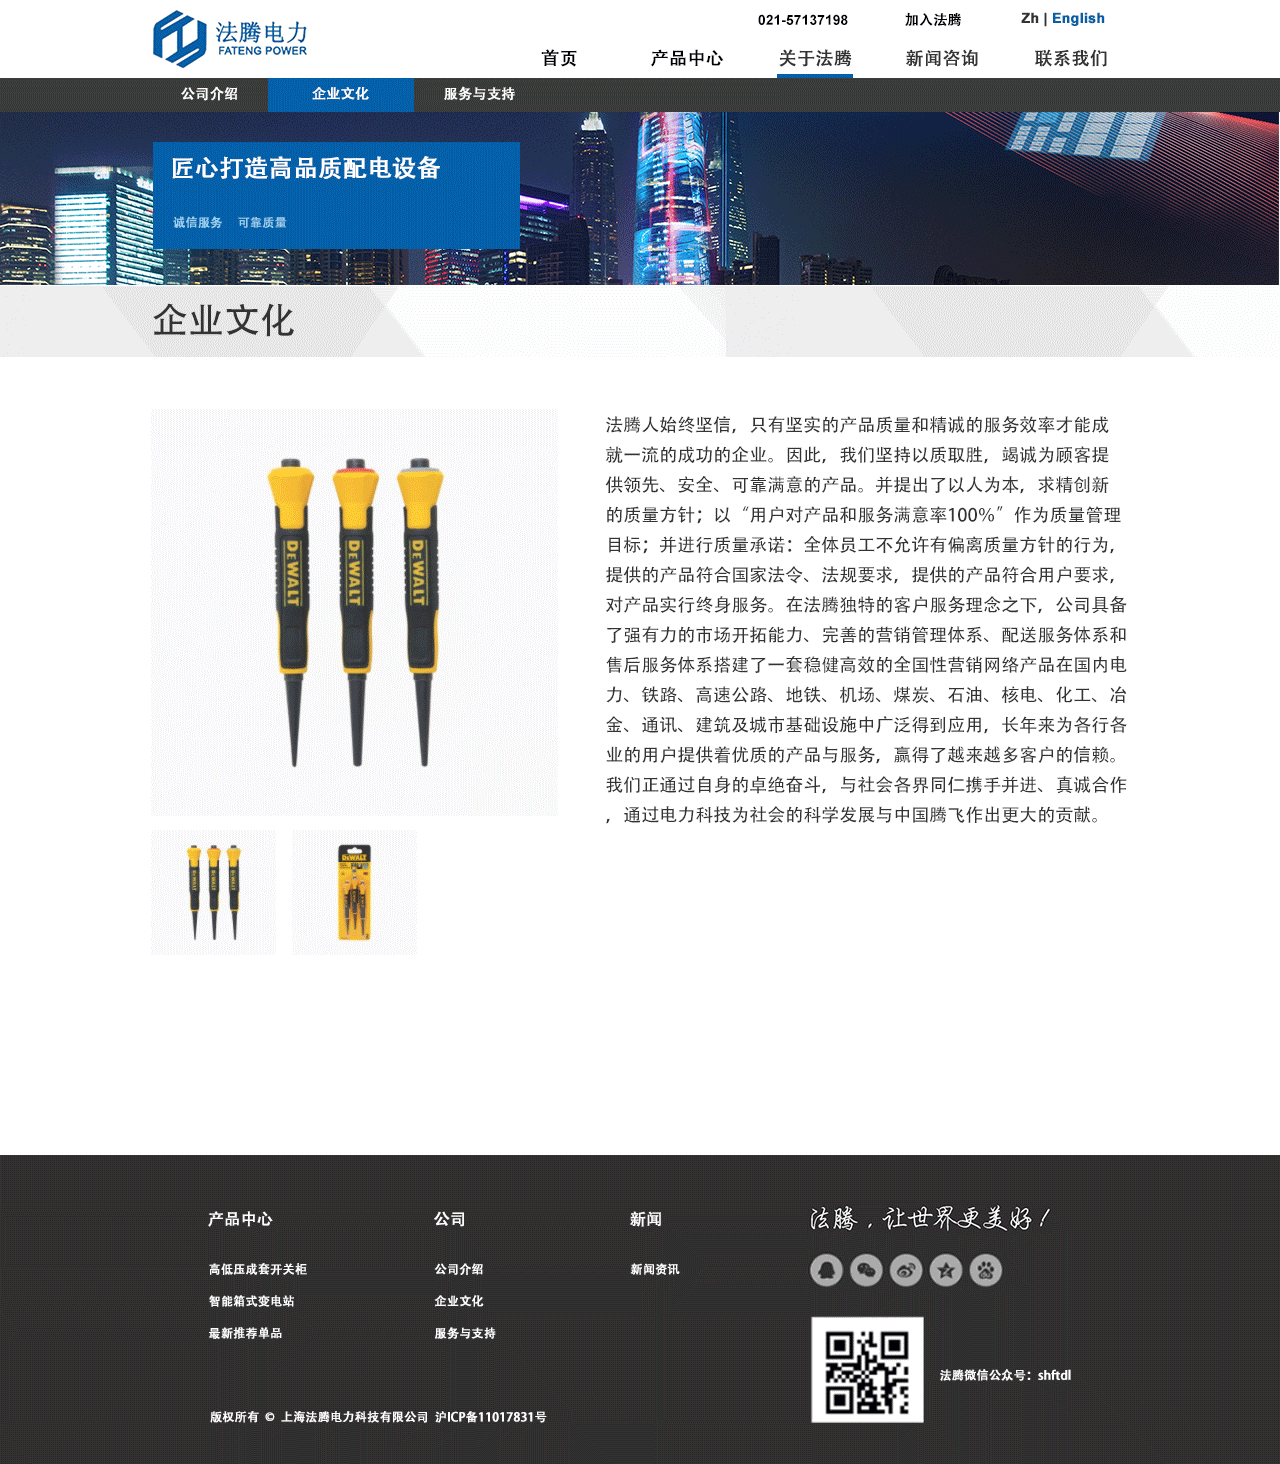 法腾电力
FATENG POWER
021-57137198
加入法腾
Zh | English
首页
产品中心
关于法腾
新闻咨询
联系我们
公司介绍
企业文化
服务与支持
匠心打造高品质配电设备
诚信服务 可靠质量
企业文化
DEWALT
DEWALT
DEWALT
法腾人始终坚信，只有坚实的产品质量和精诚的服务效率才能成
就一流的成功的企业。因此，我们坚持以质取胜，竭诚为顾客提
供领先、安全、可靠满意的产品。并提出了以人为本，求精创新
的质量方针；以“用户对产品和服务满意率100%”作为质量管理
目标；并进行质量承诺：全体员工不允许有偏离质量方针的行为，
提供的产品符合国家法令、法规要求，提供的产品符合用户要求，
对产品实行终身服务。在法腾独特的客户服务理念之下，公司具备
了强有力的市场开拓能力、完善的营销管理体系、配送服务体系和
售后服务体系搭建了一套稳健高效的全国性营销网络产品在国内电
力、铁路、高速公路、地铁、机场、煤炭、石油、核电、化工、冶
金、通讯、建筑及城市基础设施中广泛得到应用，长年来为各行各
业的用户提供着优质的产品与服务，赢得了越来越多客户的信赖。
我们正通过自身的卓绝奋斗，与社会各界同仁携手并进、真诚合作
，通过电力科技为社会的科学发展与中国腾飞作出更大的贡献。
DEWALT
产品中心
公司
新闻
法腾，让世界更美好！
高低压成套开关柜
公司介绍
新闻资讯
智能箱式变电站
企业文化
最新推荐单品
服务与支持
法腾微信公众号：shftdl
版权所有 © 上海法腾电力科技有限公司 沪ICP备11017831号